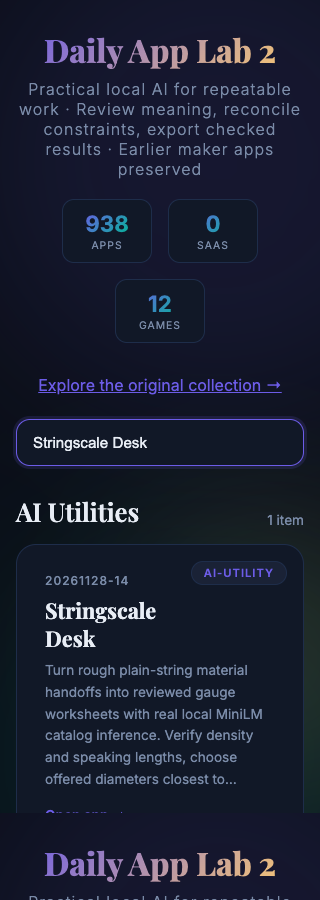 Daily App Lab 2
Practical local AI for repeatable
work · Review meaning, reconcile
constraints, export checked
results · Earlier maker apps
preserved
938
APPS
0
SAAS
12
GAMES
Explore the original collection →
Stringscale Desk
AI Utilities
1 item
20261128-14
AI-UTILITY
Stringscale
Desk
Turn rough plain-string material
handoffs into reviewed gauge
worksheets with real local MiniLM
catalog inference. Verify density
and speaking lengths, choose
offered diameters closest to...
Daily App Lab 2